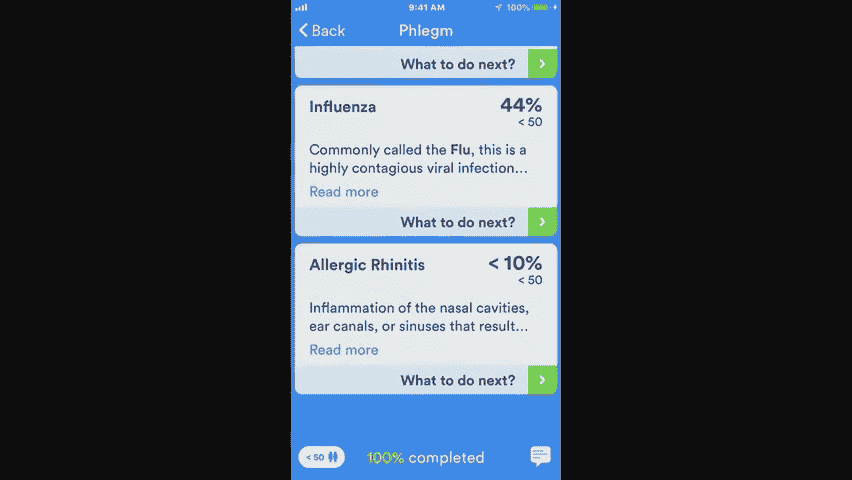 9:41 AM 100%
Back Phlegm
What to do next?
Influenza 44%
< 50
Commonly called the Flu, this is a
highly contagious viral infection...
Read more
What to do next?
Allergic Rhinitis < 10%
< 50
Inflammation of the nasal cavities,
ear canals, or sinuses that result...
Read more
What to do next?
< 50 100% completed